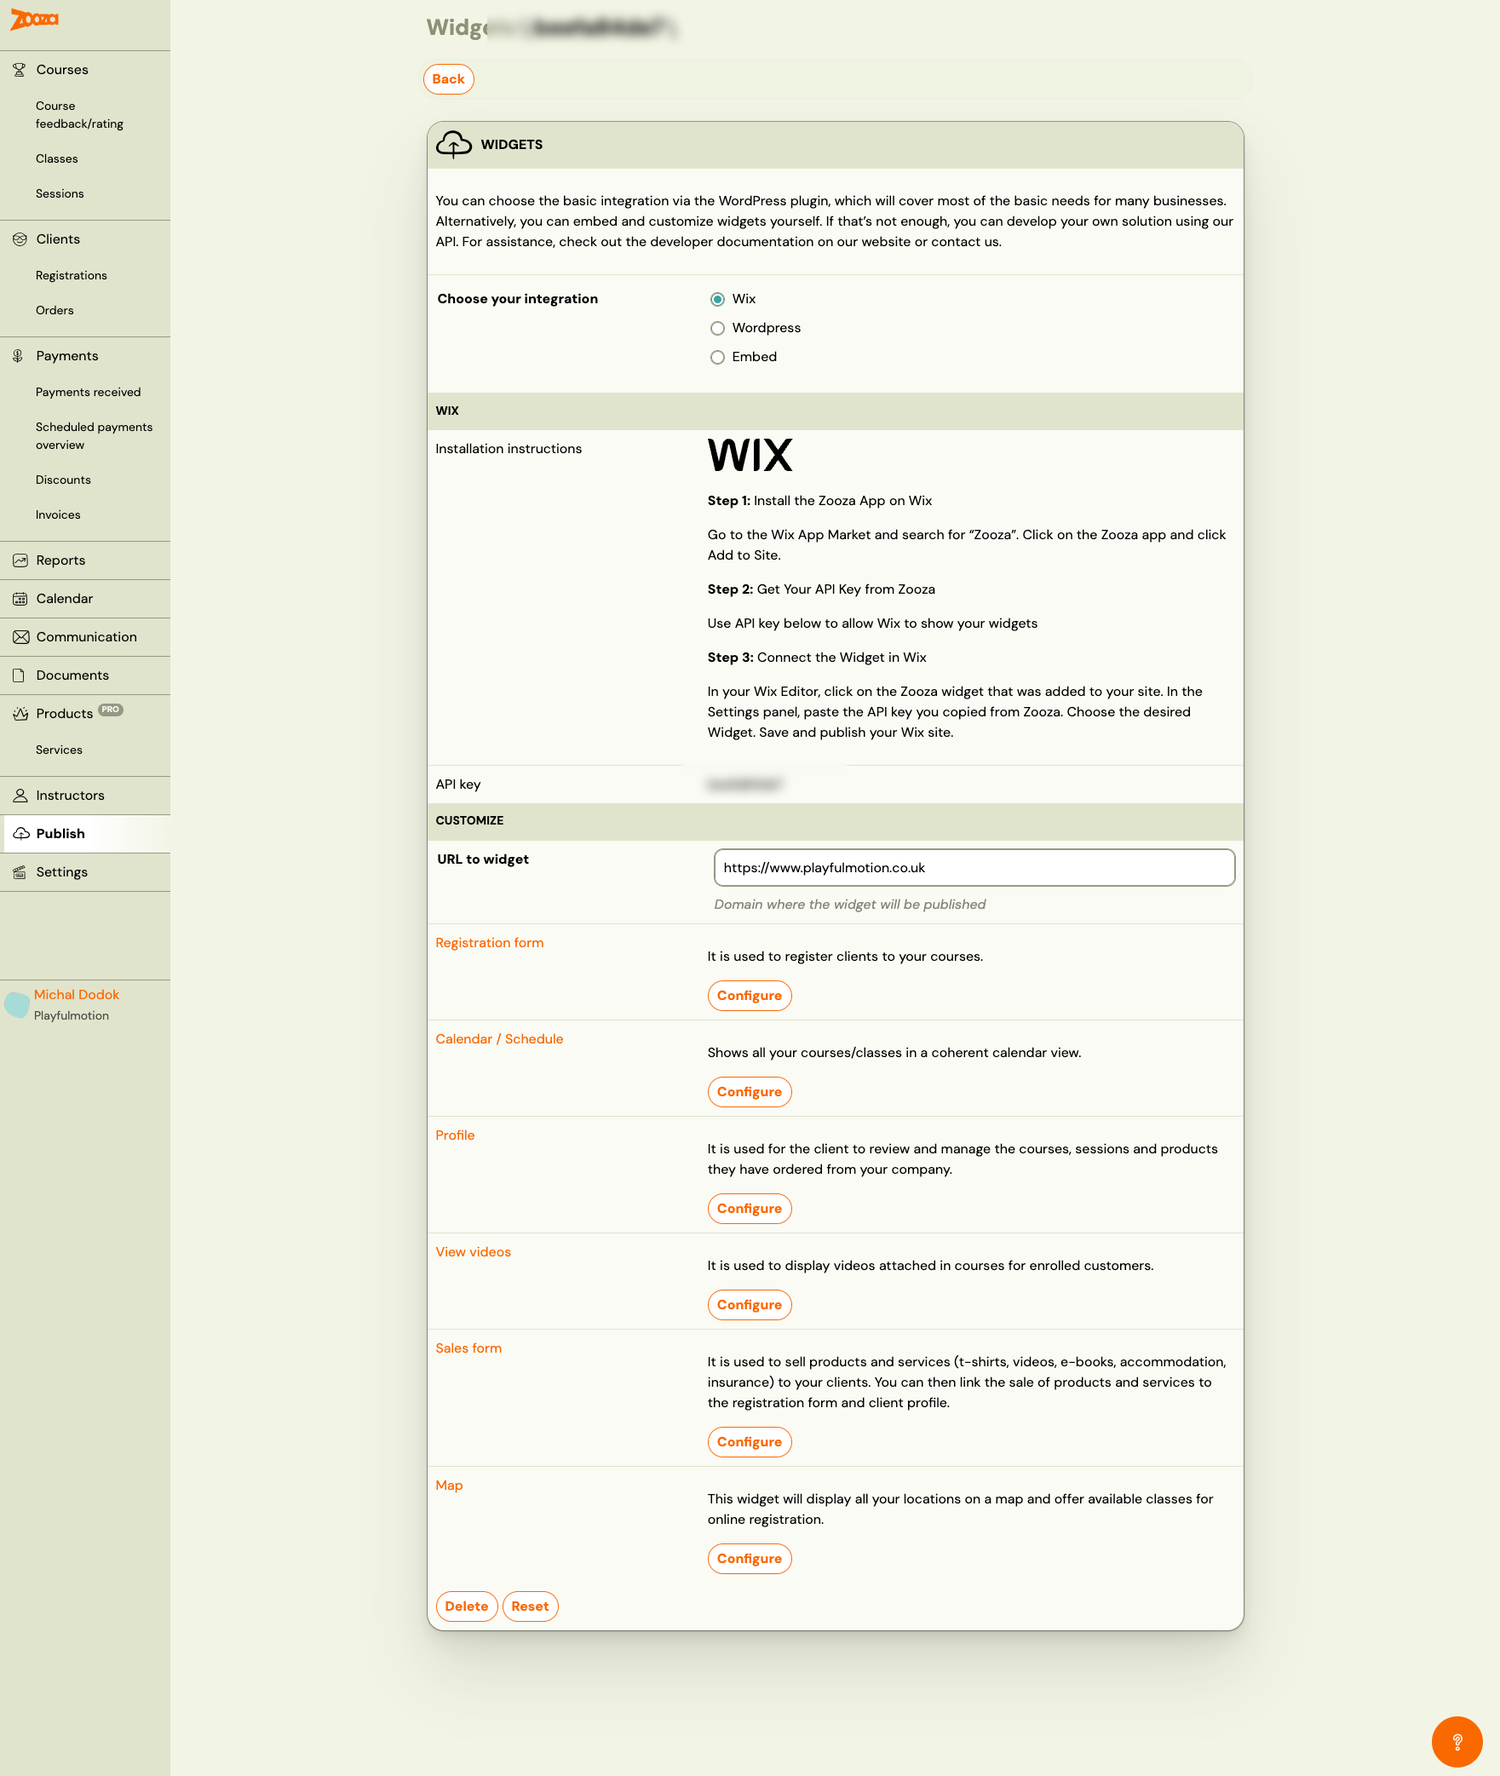 Zooza
Courses
Course
feedback/rating
Classes
Sessions
Clients
Registrations
Orders
Payments
Payments received
Scheduled payments
overview
Discounts
Invoices
Reports
Calendar
Communication
Documents
Products PRO
Services
Instructors
Publish
Settings
Michal Dodok
Playfulmotion
Back
WIDGETS
You can choose the basic integration via the WordPress plugin, which will cover most of the basic needs for many businesses.
Alternatively, you can embed and customize widgets yourself. If that's not enough, you can develop your own solution using our
API. For assistance, check out the developer documentation on our website or contact us.
Choose your integration
Wix
Wordpress
Embed
WIX
Installation instructions
WIX
Step 1: Install the Zooza App on Wix
Go to the Wix App Market and search for “Zooza”. Click on the Zooza app and click
Add to Site.
Step 2: Get Your API Key from Zooza
Use API key below to allow Wix to show your widgets
Step 3: Connect the Widget in Wix
In your Wix Editor, click on the Zooza widget that was added to your site. In the
Settings panel, paste the API key you copied from Zooza. Choose the desired
Widget. Save and publish your Wix site.
API key
CUSTOMIZE
URL to widget
https://www.playfulmotion.co.uk
Domain where the widget will be published
Registration form
It is used to register clients to your courses.
Configure
Calendar / Schedule
Shows all your courses/classes in a coherent calendar view.
Configure
Profile
It is used for the client to review and manage the courses, sessions and products
they have ordered from your company.
Configure
View videos
It is used to display videos attached in courses for enrolled customers.
Configure
Sales form
It is used to sell products and services (t-shirts, videos, e-books, accommodation,
insurance) to your clients. You can then link the sale of products and services to
the registration form and client profile.
Configure
Map
This widget will display all your locations on a map and offer available classes for
online registration.
Configure
Delete Reset
?